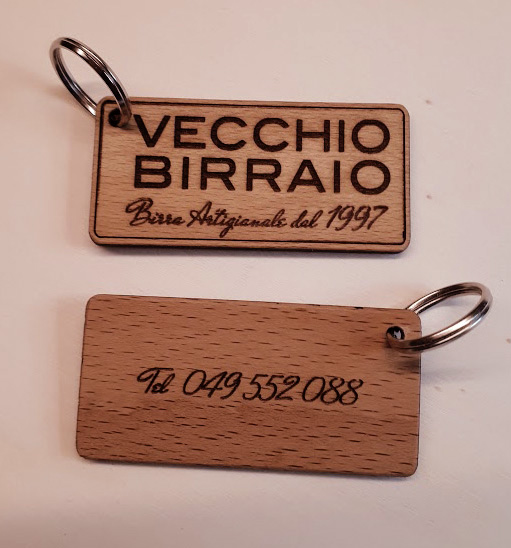 VECCHIO
BIRRAIO
Birra Artigianale dal 1997
Tel 049 552 088